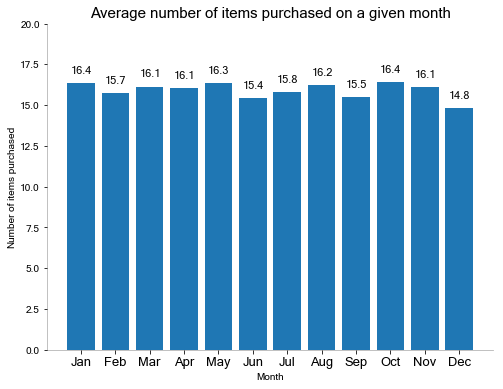 Average number of items purchased on a given month
20.0
17.5
15.0
12.5
10.0
7.5
5.0
2.5
0.0
Number of items purchased
16.4 15.7 16.1 16.1 16.3 15.4 15.8 16.2 15.5 16.4 16.1 14.8
Jan Feb Mar Apr May Jun Jul Aug Sep Oct Nov Dec
Month